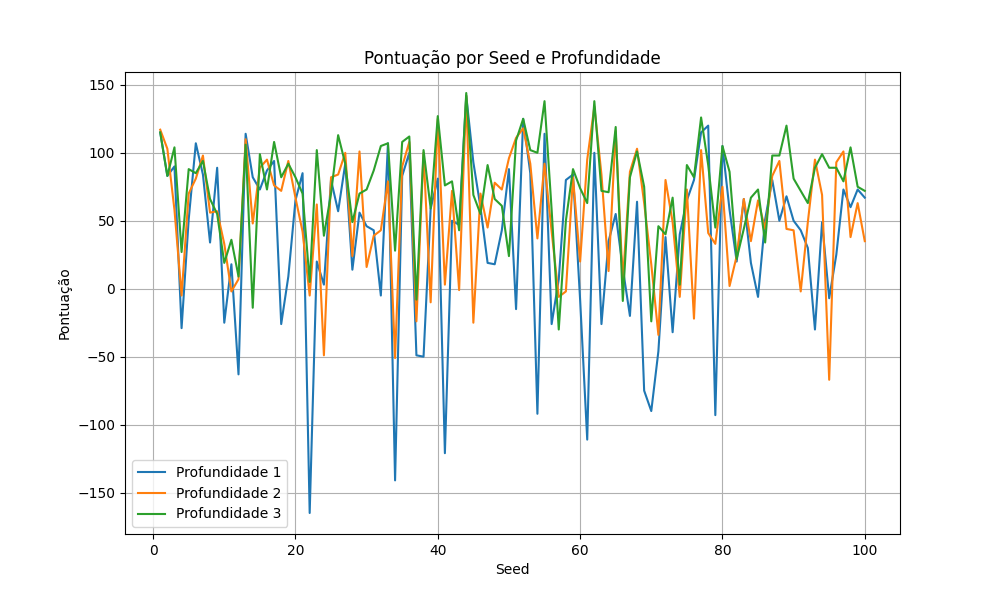 Pontuação por Seed e Profundidade
Pontuação
150
100
50
0
−50
−100
−150
Profundidade 1
Profundidade 2
Profundidade 3
0 20 40 60 80 100
Seed